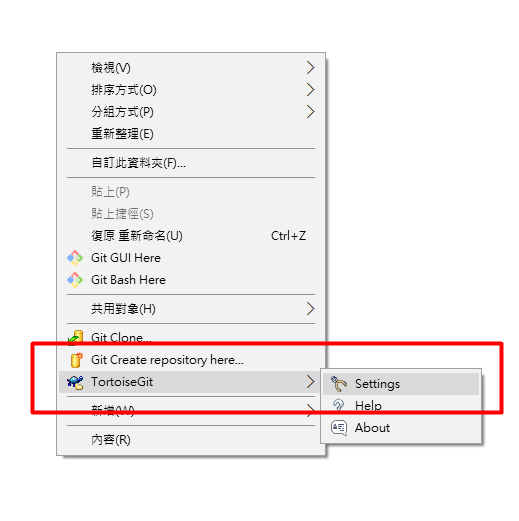 檢視(V)
排序方式(O)
分組方式(P)
重新整理(E)
自訂此資料夾(F)...
貼上(P)
貼上捷徑(S)
復原 重新命名(U) Ctrl+Z
Git GUI Here
Git Bash Here
共用對象(H)
Git Clone...
Git Create repository here...
TortoiseGit
Settings
Help
About
新增(W)
內容(R)